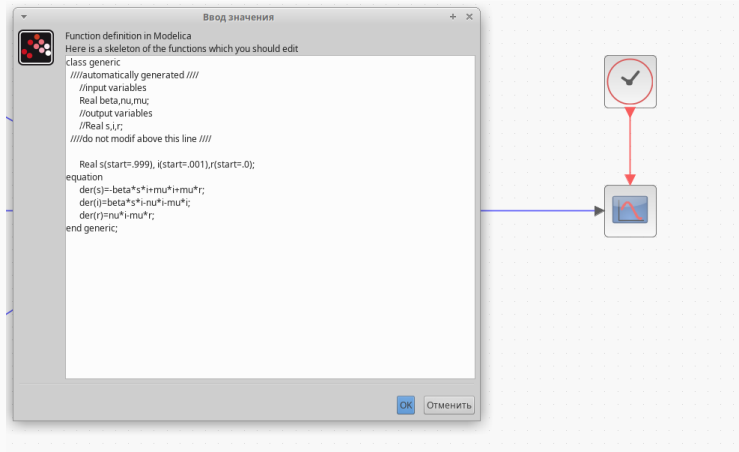 Ввод значения
Function definition in Modelica
Here is a skeleton of the functions which you should edit
class generic
////automatically generated ////
//input variables
Real beta,nu,mu;
//output variables
//Real s,i,r;
////do not modif above this line ////
Real s(start=.999), i(start=.001),r(start=.0);
equation
der(s)=-beta*s*i+mu*i+mu*r;
der(i)=beta*s*i-nu*i-mu*i;
der(r)=nu*i-mu*r;
end generic;
OK
Отменить